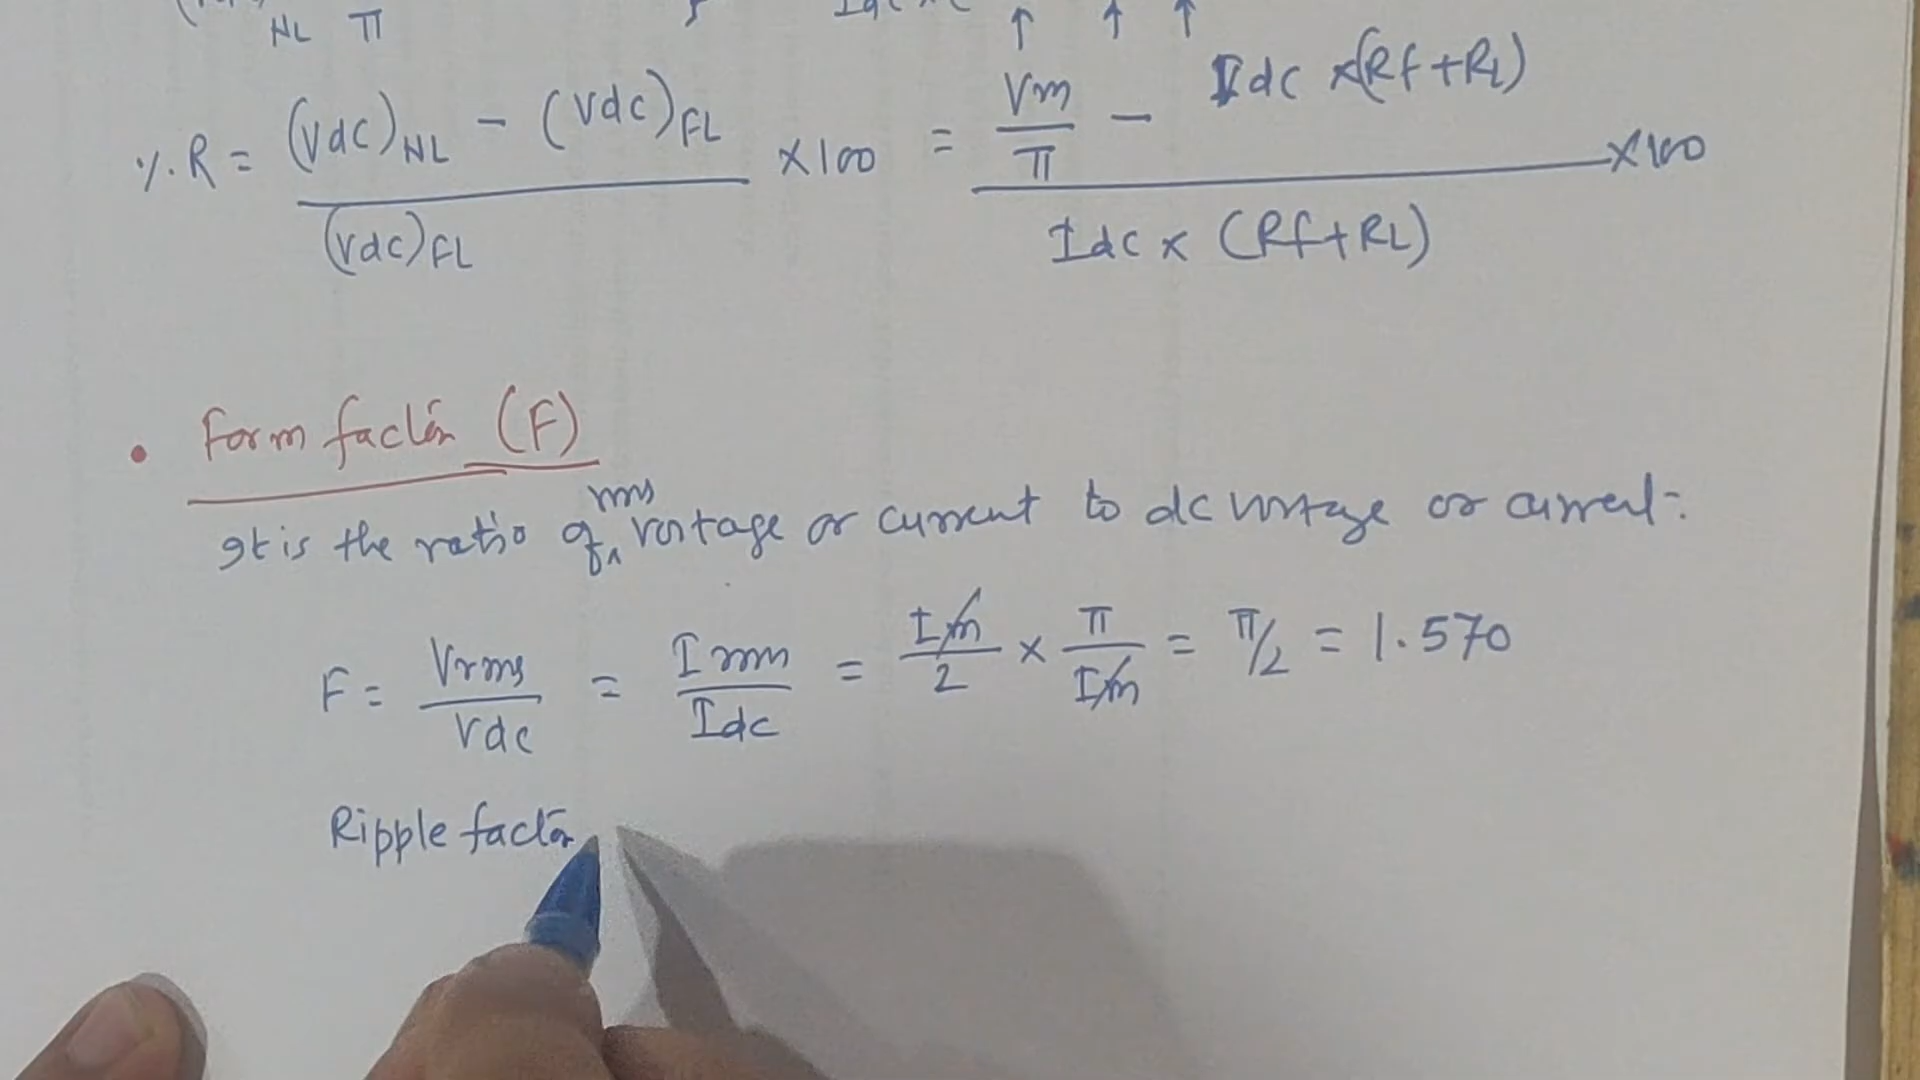 NL π
% R = (Vdc)NL - (Vdc)FL / (Vdc)FL × 100 = Vm/π - Idc × (Rf + RL) / Idc × (Rf + RL) × 100
• Form factor (F)
It is the ratio of rms voltage or current to dc voltage or current.
F = Vrms/Vdc = Irms/Idc = Im/2 × π/Im = π/2 = 1.570
Ripple factor